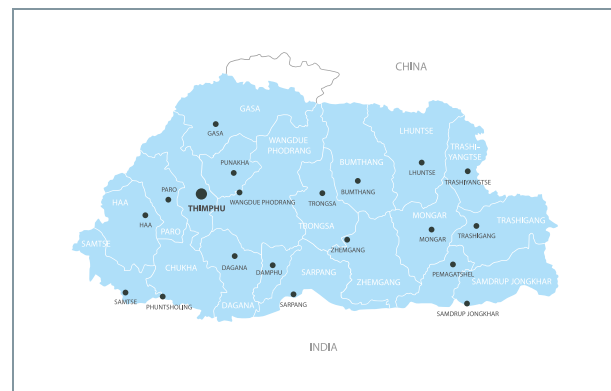 CHINA
GASA
GASA
WANGDUE
PHODRANG
LHUNTSE
TRASHI-
YANGTSE
PUNAKHA
BUMTHANG
LHUNTSE
TRASHIYANGTSE
PARO
BUMTHANG
WANGDUE PHODRANG
TRONGSA
HAA
THIMPHU
MONGAR
TRASHIGANG
HAA
PARO
TRONGSA
MONGAR
TRASHIGANG
SAMTSE
ZHEMGANG
DAGANA
DAMPHU
CHUKHA
SARPANG
PEMAGATSHEL
ZHEMGANG
SAMDRUP JONGKHAR
SAMTSE
PHUNTSHOLING
DAGANA
SARPANG
SAMDRUP JONGKHAR
INDIA